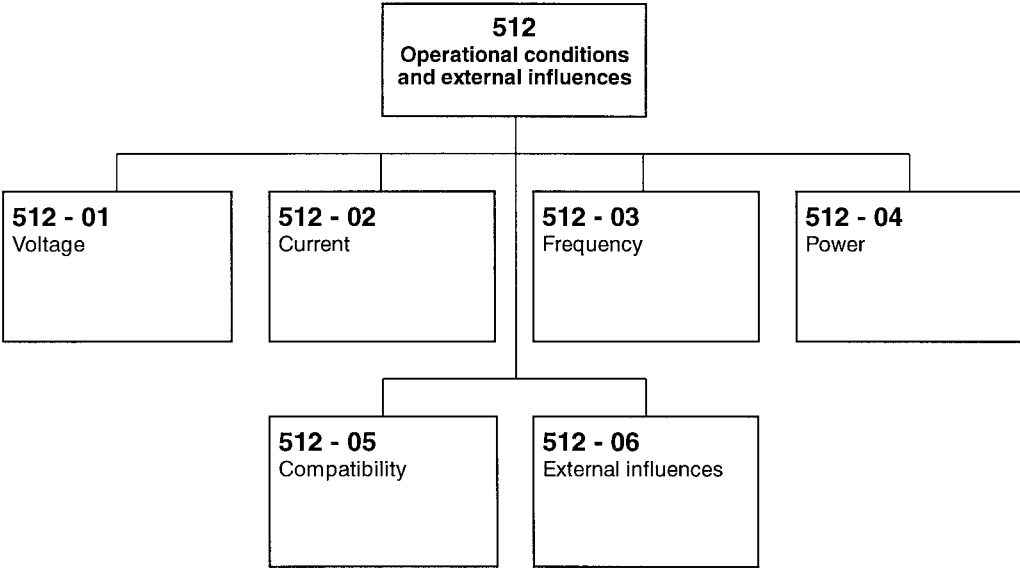 512
Operational conditions
and external influences
512 - 01
Voltage
512 - 02
Current
512 - 03
Frequency
512 - 04
Power
512 - 05
Compatibility
512 - 06
External influences